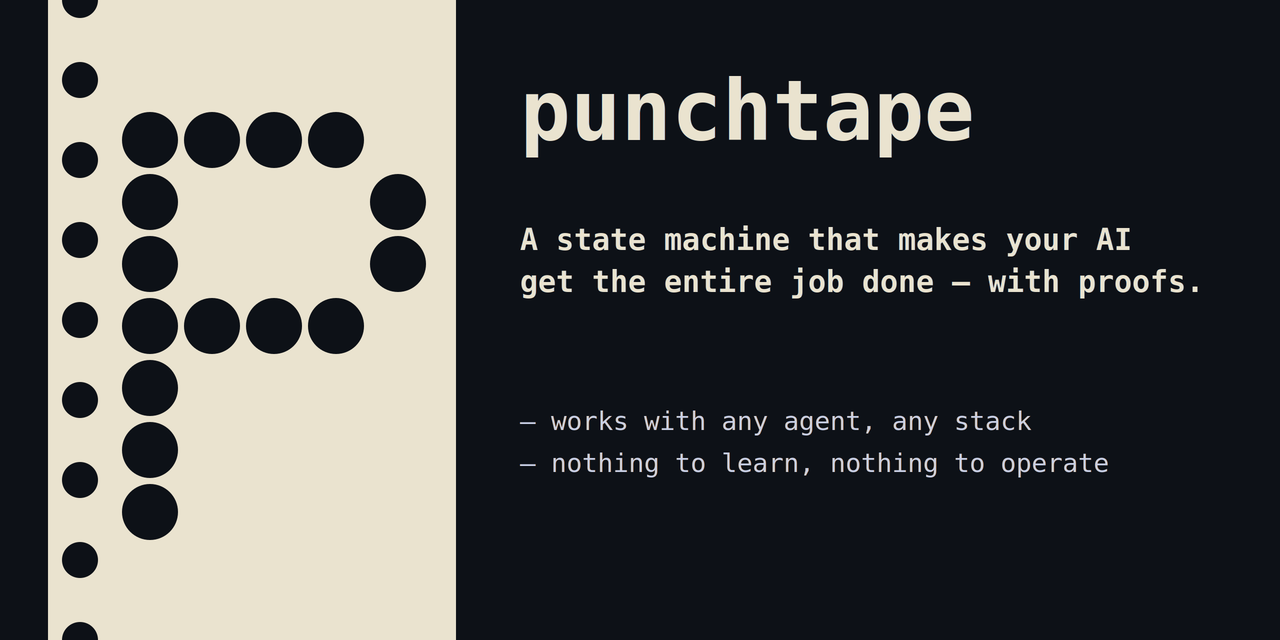 punchtape
A state machine that makes your AI
get the entire job done — with proofs.
— works with any agent, any stack
— nothing to learn, nothing to operate